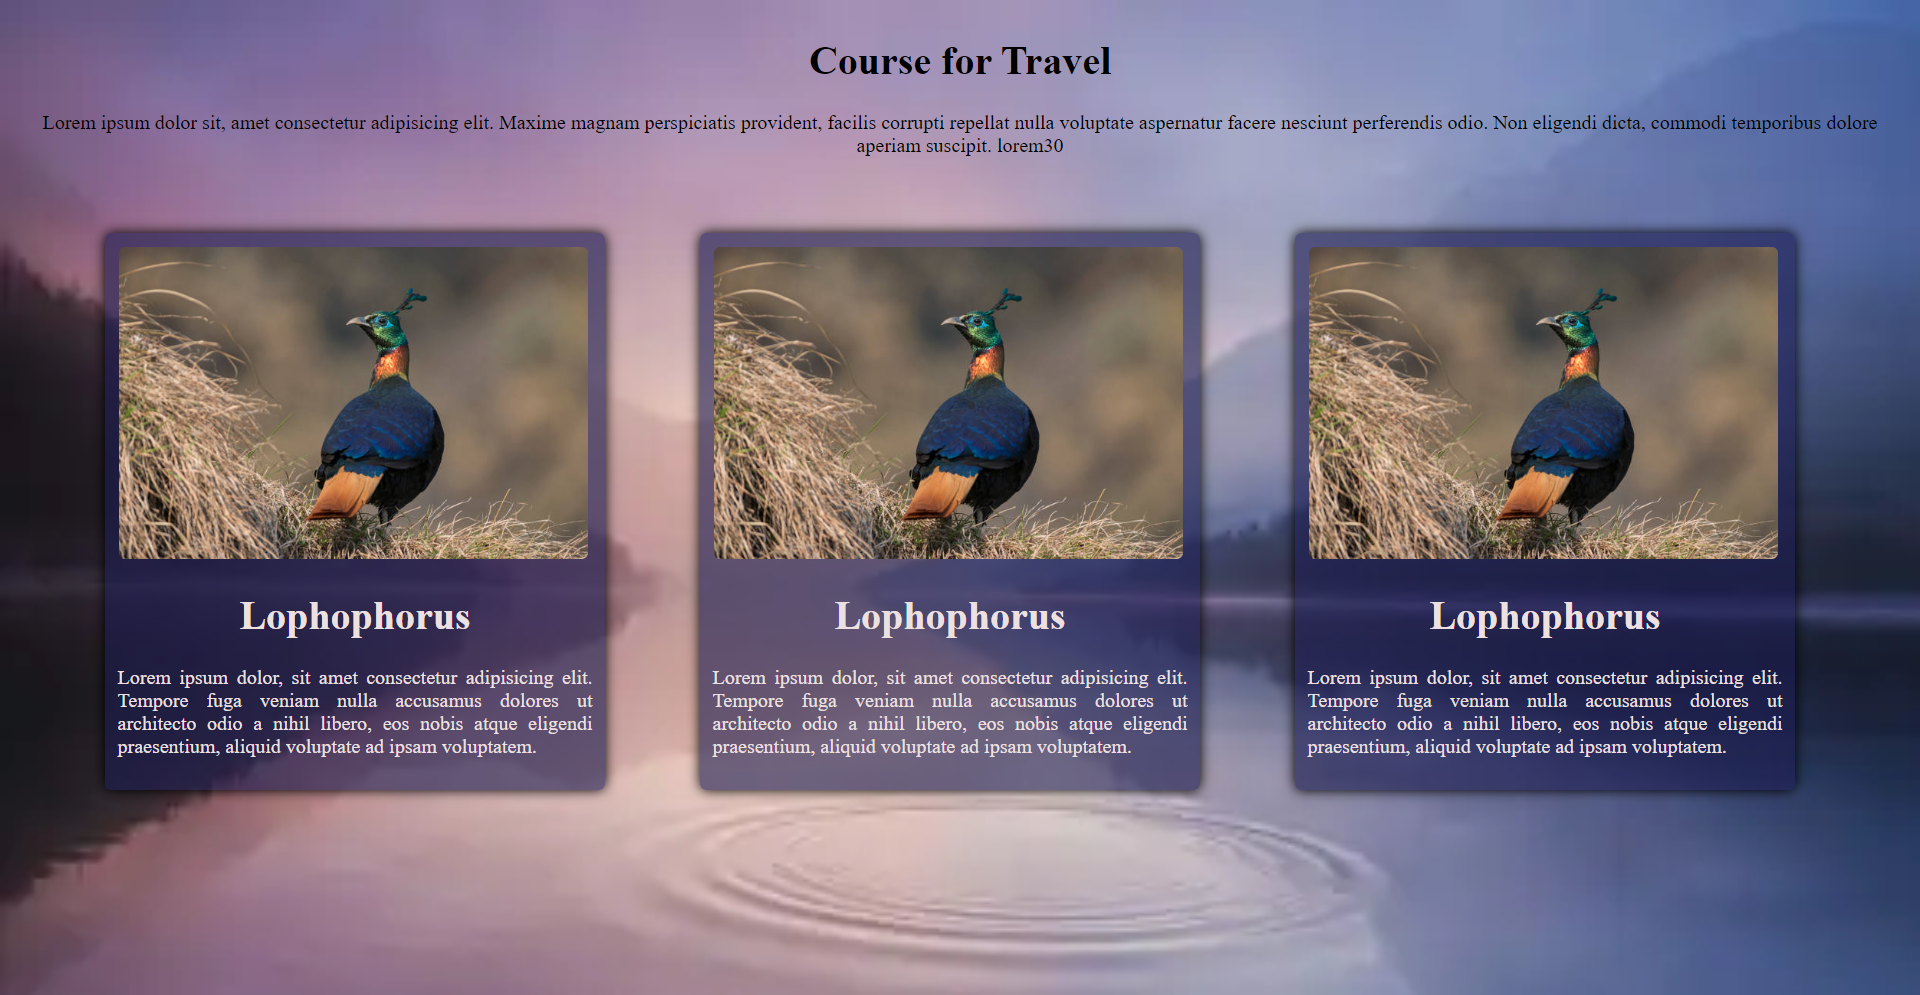 Course for Travel
Lorem ipsum dolor sit, amet consectetur adipisicing elit. Maxime magnam perspiciatis provident, facilis corrupti repellat nulla voluptate aspernatur facere nesciunt perferendis odio. Non eligendi dicta, commodi temporibus dolore
aperiam suscipit. lorem30
Lophophorus
Lorem ipsum dolor, sit amet consectetur adipisicing elit.
Tempore fuga veniam nulla accusamus dolores ut
architecto odio a nihil libero, eos nobis atque eligendi
praesentium, aliquid voluptate ad ipsam voluptatem.
Lophophorus
Lorem ipsum dolor, sit amet consectetur adipisicing elit.
Tempore fuga veniam nulla accusamus dolores ut
architecto odio a nihil libero, eos nobis atque eligendi
praesentium, aliquid voluptate ad ipsam voluptatem.
Lophophorus
Lorem ipsum dolor, sit amet consectetur adipisicing elit.
Tempore fuga veniam nulla accusamus dolores ut
architecto odio a nihil libero, eos nobis atque eligendi
praesentium, aliquid voluptate ad ipsam voluptatem.